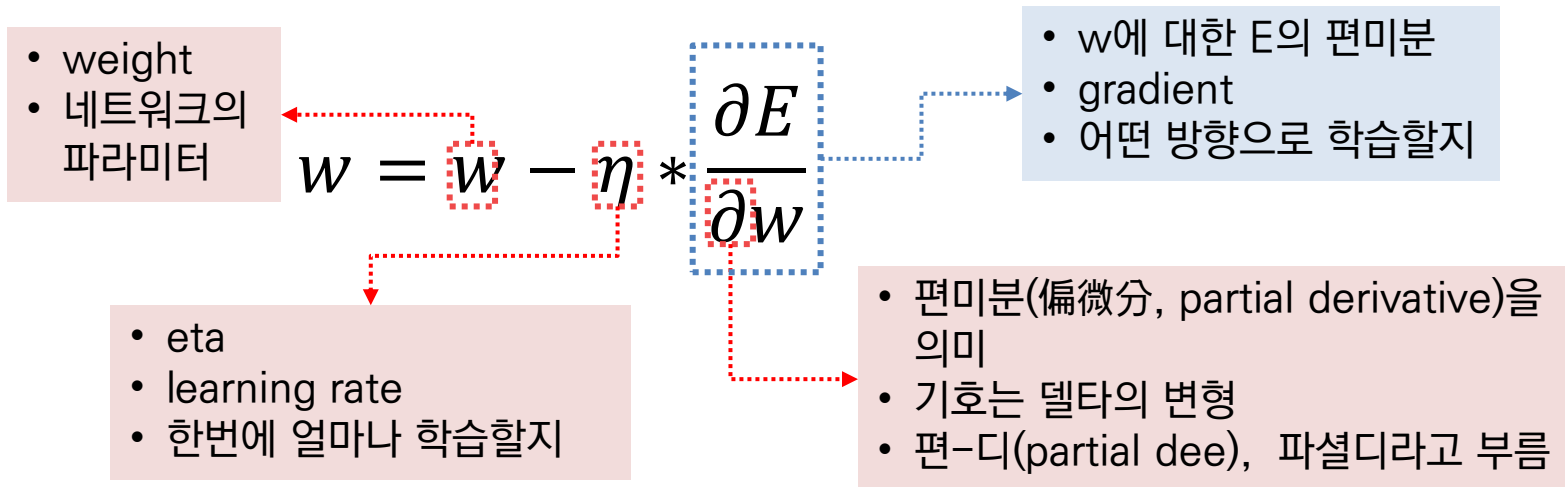 • weight
• 네트워크의
파라미터
w = w − η * ∂E/∂w
• w에 대한 E의 편미분
• gradient
• 어떤 방향으로 학습할지
• eta
• learning rate
• 한번에 얼마나 학습할지
• 편미분(偏微分, partial derivative)을
의미
• 기호는 델타의 변형
• 편-디(partial dee), 파셜디라고 부름